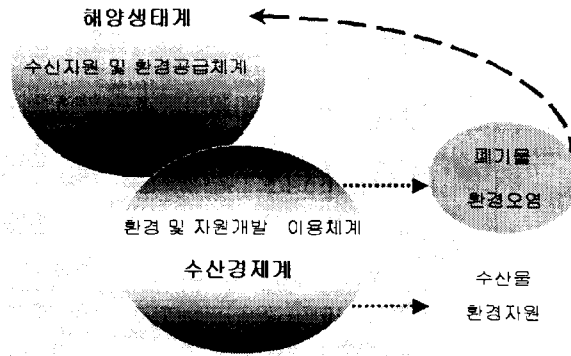 해양생태계
수산자원 및 환경공급체계
폐기물
환경오염
환경 및 자원개발 이용체계
수산경제계
수산물
환경자원